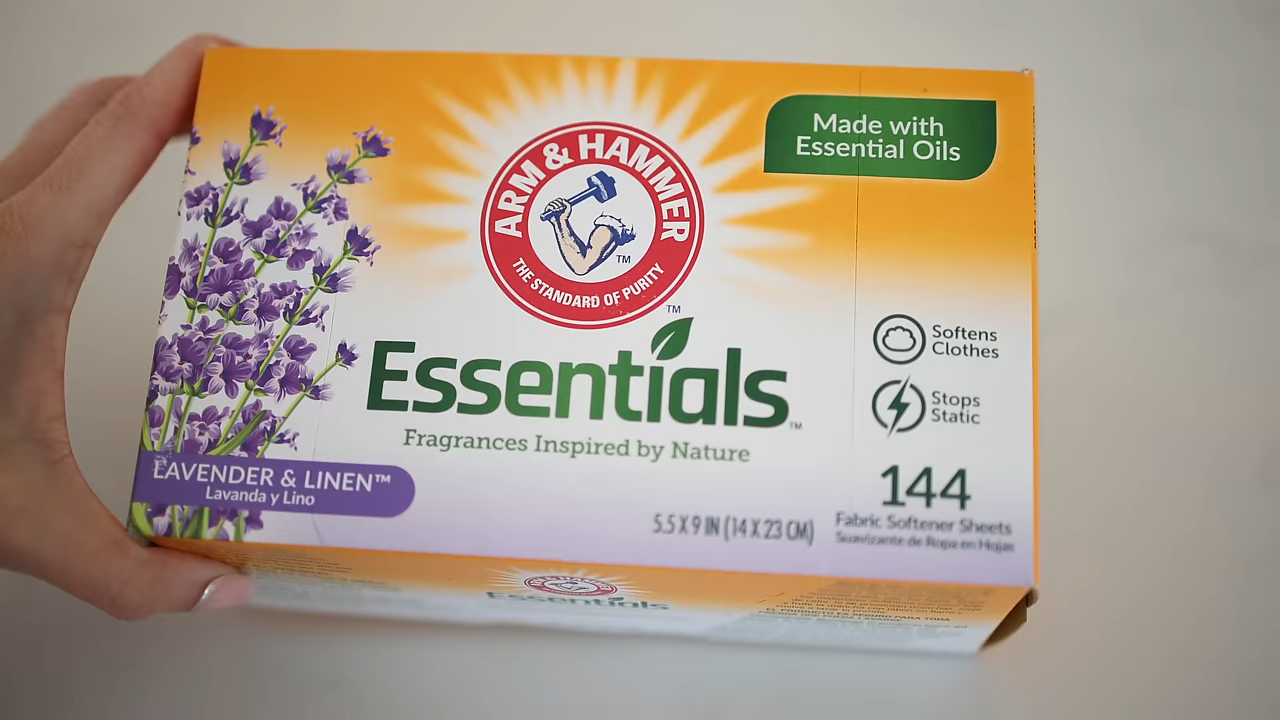 Made with
Essential Oils
ARM & HAMMER
TM
THE STANDARD OF PURITY
TM
Essentials™
Fragrances Inspired by Nature
Softens
Clothes
Stops
Static
LAVENDER & LINEN™
Lavanda y Lino
144
Fabric Softener Sheets
Suavizante de Ropa en Hojas
5.5 X 9 IN (14 X 23 CM)
Essentials